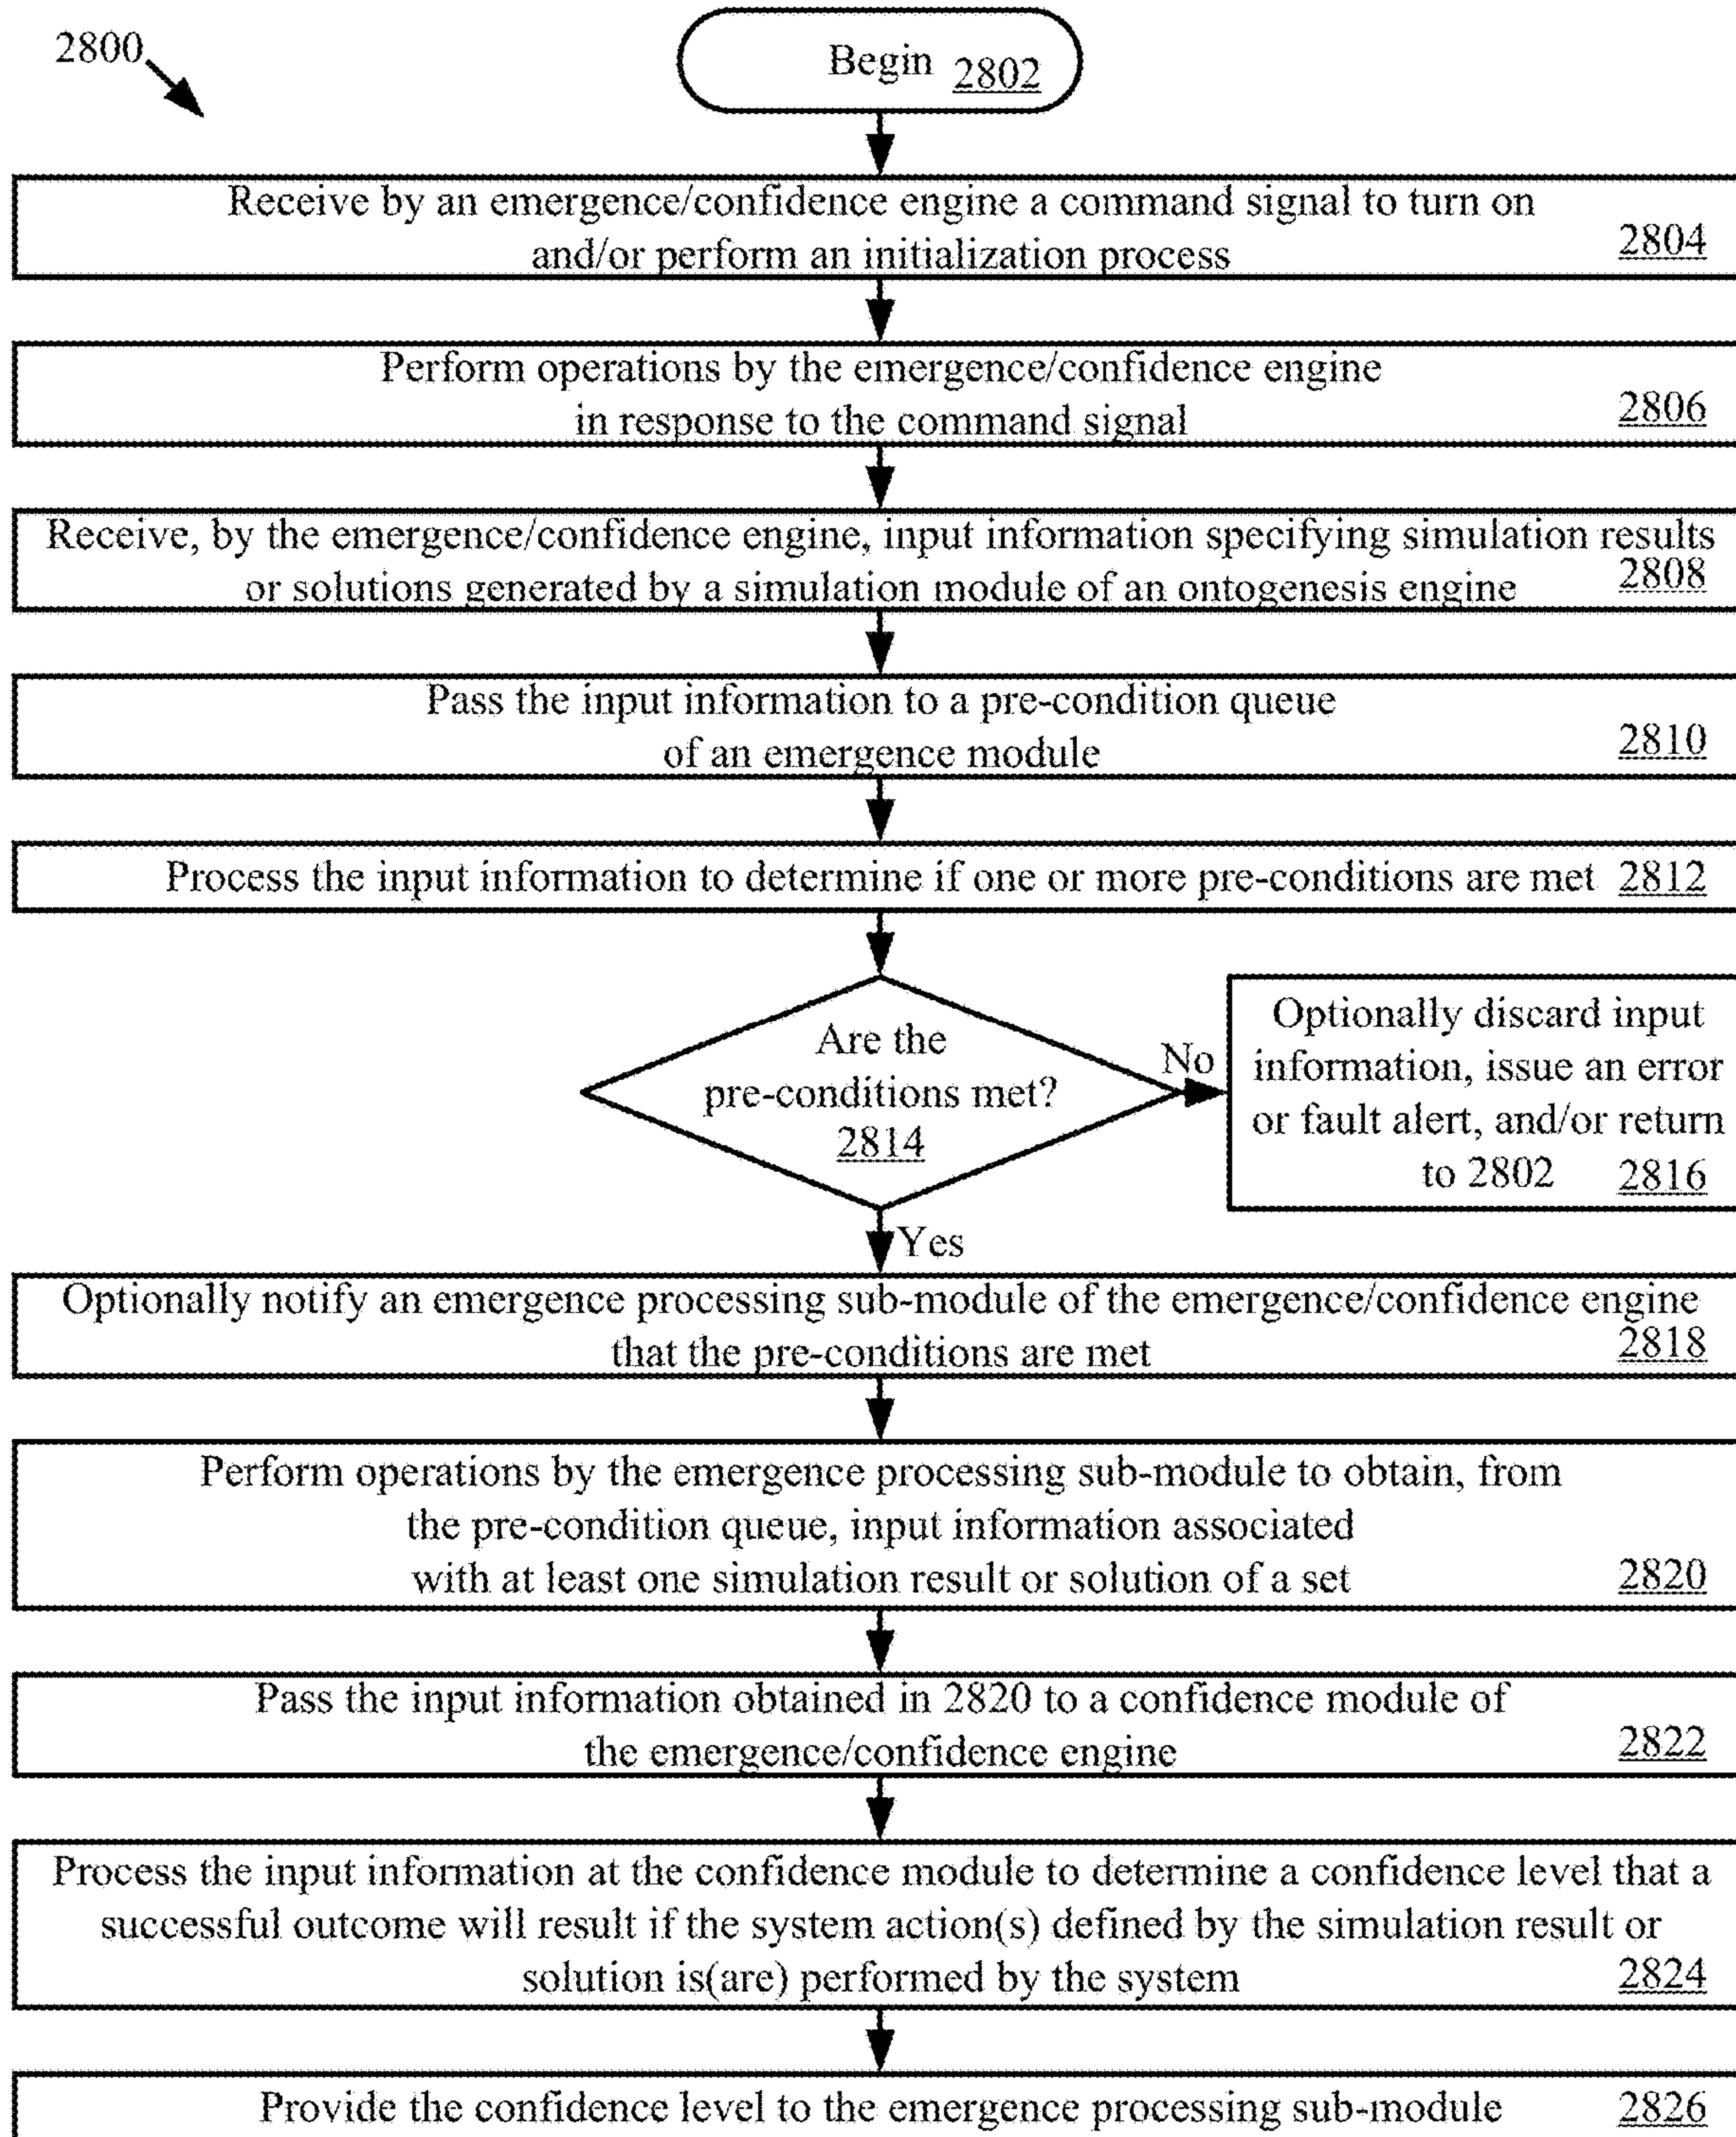 2800
Begin 2802
Receive by an emergence/confidence engine a command signal to turn on
and/or perform an initialization process 2804
Perform operations by the emergence/confidence engine
in response to the command signal 2806
Receive, by the emergence/confidence engine, input information specifying simulation results
or solutions generated by a simulation module of an ontogenesis engine 2808
Pass the input information to a pre-condition queue
of an emergence module 2810
Process the input information to determine if one or more pre-conditions are met 2812
Are the
pre-conditions met?
2814
No
Optionally discard input
information, issue an error
or fault alert, and/or return
to 2802 2816
Yes
Optionally notify an emergence processing sub-module of the emergence/confidence engine
that the pre-conditions are met 2818
Perform operations by the emergence processing sub-module to obtain, from
the pre-condition queue, input information associated
with at least one simulation result or solution of a set 2820
Pass the input information obtained in 2820 to a confidence module of
the emergence/confidence engine 2822
Process the input information at the confidence module to determine a confidence level that a
successful outcome will result if the system action(s) defined by the simulation result or
solution is(are) performed by the system 2824
Provide the confidence level to the emergence processing sub-module 2826